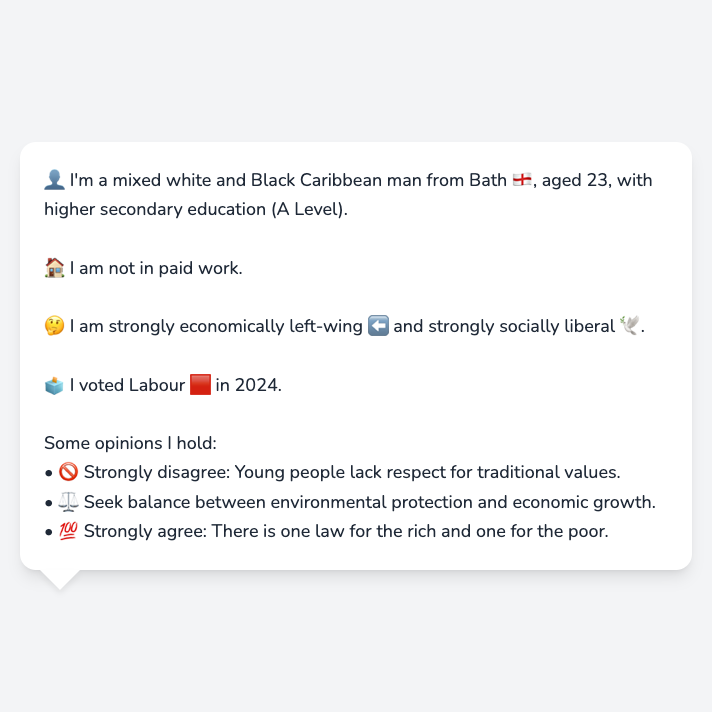 👤 I'm a mixed white and Black Caribbean man from Bath 🏴󠁧󠁢󠁥󠁮󠁧󠁿, aged 23, with
higher secondary education (A Level).
🏠 I am not in paid work.
🤔 I am strongly economically left-wing ⬅️ and strongly socially liberal 🕊️.
🗳️ I voted Labour 🟥 in 2024.
Some opinions I hold:
• 🚫 Strongly disagree: Young people lack respect for traditional values.
• ⚖️ Seek balance between environmental protection and economic growth.
• 💯 Strongly agree: There is one law for the rich and one for the poor.